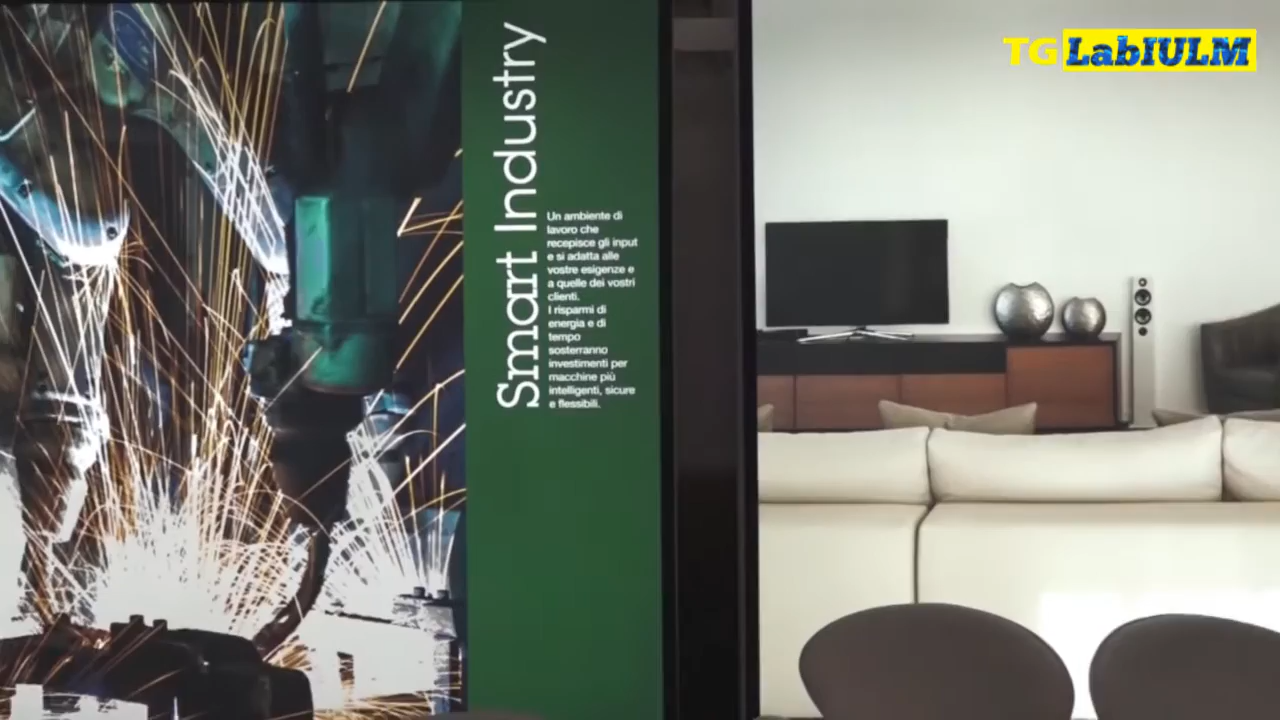 TG LabIULM
Smart Industry
Un ambiente di
lavoro che
recepisce gli input
e si adatta alle
vostre esigenze e
a quelle dei vostri
clienti.
I risparmi di
energia e di
tempo
sosterranno
investimenti per
macchine più
intelligenti, sicure
e flessibili.